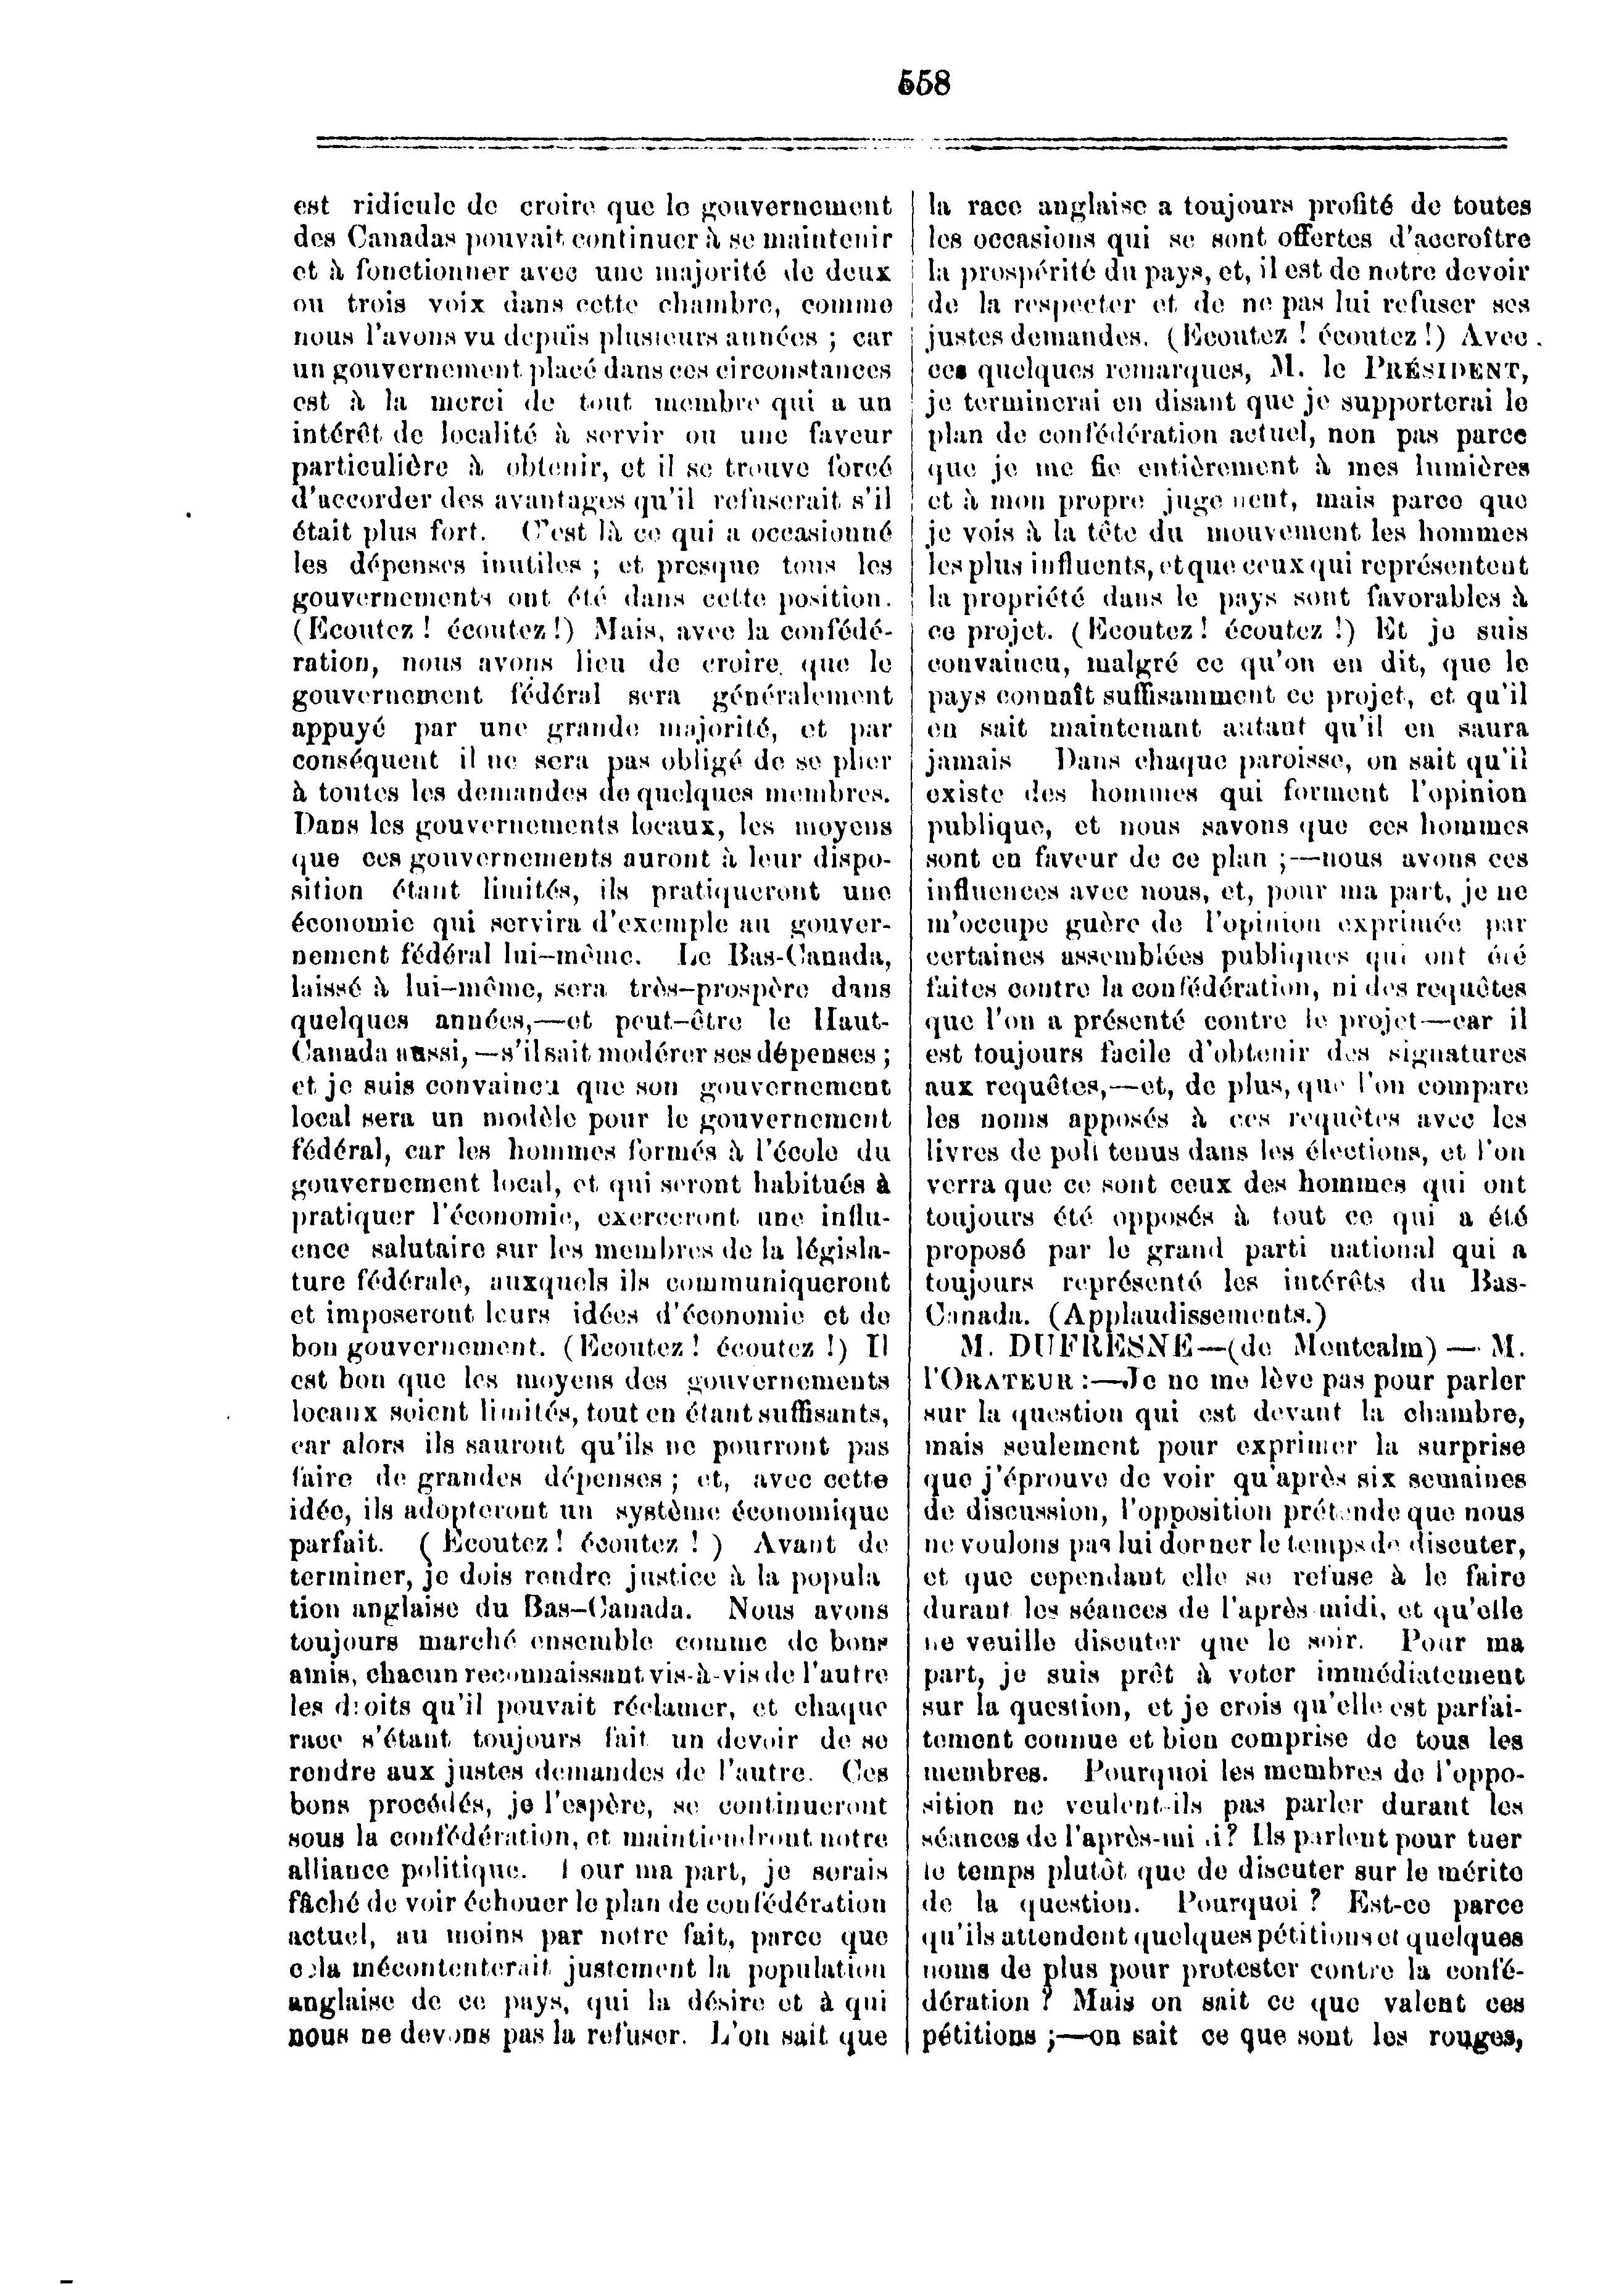 558
est ridicule de croire que le gouvernement
des Canadas pouvait continuer à se maintenir
et à fonctionner avec une majorité de deux
ou trois voix dans cette chambre, comme
nous l'avons vu depuis plusieurs années ; car
un gouvernement placé dans ces circonstances
est à la merci de tout membre qui a un
intérêt de localité à servir ou une faveur
particulière à obtenir, et il se trouve forcé
d'accorder des avantages qu'il refuserait s'il
était plus fort. C'est là ce qui a occasionné
les dépenses inutiles ; et presque tous les
gouvernements ont été dans cette position.
(Ecoutez ! écoutez !) Mais, avec la confédé-
ration, nous avons lieu de croire que le
gouvernement fédéral sera généralement
appuyé par une grande majorité, et par
conséquent il ne sera pas obligé de se plier
à toutes les demandes de quelques membres.
Dans les gouvernements locaux, les moyens
que ces gouvernements auront à leur dispo-
sition étant limités, ils pratiqueront une
économie qui servira d'exemple au gouver-
nement fédéral lui-même. Le Bas-Canada,
laissé à lui-même, sera très-prospère dans
quelques années,—et peut-être le Haut-
Canada aussi,—s'il sait modérer ses dépenses ;
et je suis convaincu que son gouvernement
local sera un modèle pour le gouvernement
fédéral, car les hommes formés à l'école du
gouvernement local, et qui seront habitués à
pratiquer l'économie, exerceront une influ-
ence salutaire sur les membres de la législa-
ture fédérale, auxquels ils communiqueront
et imposeront leurs idées d'économie et de
bon gouvernement. (Ecoutez ! écoutez !) Il
est bon que les moyens des gouvernements
locaux soient limités, tout en étant suffisants,
car alors ils sauront qu'ils ne pourront pas
faire de grandes dépenses ; et, avec cette
idée, ils adopteront un système économique
parfait. ( Ecoutez ! écoutez ! ) Avant de
terminer, je dois rendre justice à la popula
tion anglaise du Bas-Canada. Nous avons
toujours marché ensemble comme de bons
amis, chacun reconnaissant vis-à-vis de l'autre
les droits qu'il pouvait réclamer, et chaque
race s'étant toujours fait un devoir de se
rendre aux justes demandes de l'autre. Ces
bons procédés, je l'espère, se continueront
sous la confédération, et maintiendront notre
alliance politique. Pour ma part, je serais
fâché de voir échouer le plan de confédération
actuel, au moins par notre fait, parce que
cela mécontenterait justement la population
anglaise de ce pays, qui la désire et à qui
nous ne devons pas la refuser. L'on sait que
la race anglaise a toujours profité de toutes
les occasions qui se sont offertes d'accroître
la prospérité du pays, et, il est de notre devoir
de la respecter et de ne pas lui refuser ses
justes demandes. (Ecoutez ! écoutez !) Avec
ces quelques remarques, M. le PRÉSIDENT,
je terminerai en disant que je supporterai le
plan de confédération actuel, non pas parce
que je me fie entièrement à mes lumières
et à mon propre jugement, mais parce que
je vois à la tête du mouvement les hommes
les plus influents, et que ceux qui représentent
la propriété dans le pays sont favorables à
ce projet. (Ecoutez ! écoutez !) Et je suis
convaincu, malgré ce qu'on en dit, que le
pays connaît suffisamment ce projet, et qu'il
en sait maintenant autant qu'il en saura
jamais Dans chaque paroisse, on sait qu'il
existe des hommes qui forment l'opinion
publique, et nous savons que ces hommes
sont en faveur de ce plan ;—nous avons ces
influences avec nous, et, pour ma part, je ne
m'occupe guère de l'opinion exprimée par
certaines assemblées publiques qui ont été
faites contre la confédération, ni des requêtes
que l'on a présenté contre le projet—car il
est toujours facile d'obtenir des signatures
aux requêtes,—et, de plus, que l'on compare
les noms apposés à ces requètes avec les
livres de poll tenus dans les élections, et l'on
verra que ce sont ceux des hommes qui ont
toujours été opposés à tout ce qui a été
proposé par le grand parti national qui a
toujours représenté les intérêts du Bas-
Canada. (Applaudissements.)
M. DUFRESNE—(de Montcalm) — M.
l'ORATEUR :—Je ne me lève pas pour parler
sur la question qui est devant la chambre,
mais seulement pour exprimer la surprise
que j'éprouve de voir qu'après six semaines
de discussion, l'opposition prétende que nous
ne voulons pas lui donner le temps de discuter,
et que cependant elle se refuse à le faire
durant les séances de l'après-midi, et qu'elle
ne veuille discuter que le soir. Pour ma
part, je suis prêt à voter immédiatement
sur la question, et je crois qu'elle est parfai-
tement connue et bien comprise de tous les
membres. Pourquoi les membres de l'oppo-
sition ne veulent-ils pas parler durant les
séances de l'après-midi? Ils parlent pour tuer
le temps plutôt que de discuter sur le mérite
de la question. Pourquoi ? Est-ce parce
qu'ils attendent quelques pétitions et quelques
noms de plus pour protester contre la confé-
dération ? Mais on sait ce que valent ces
pétitions ;—on sait ce que sont les rouges,